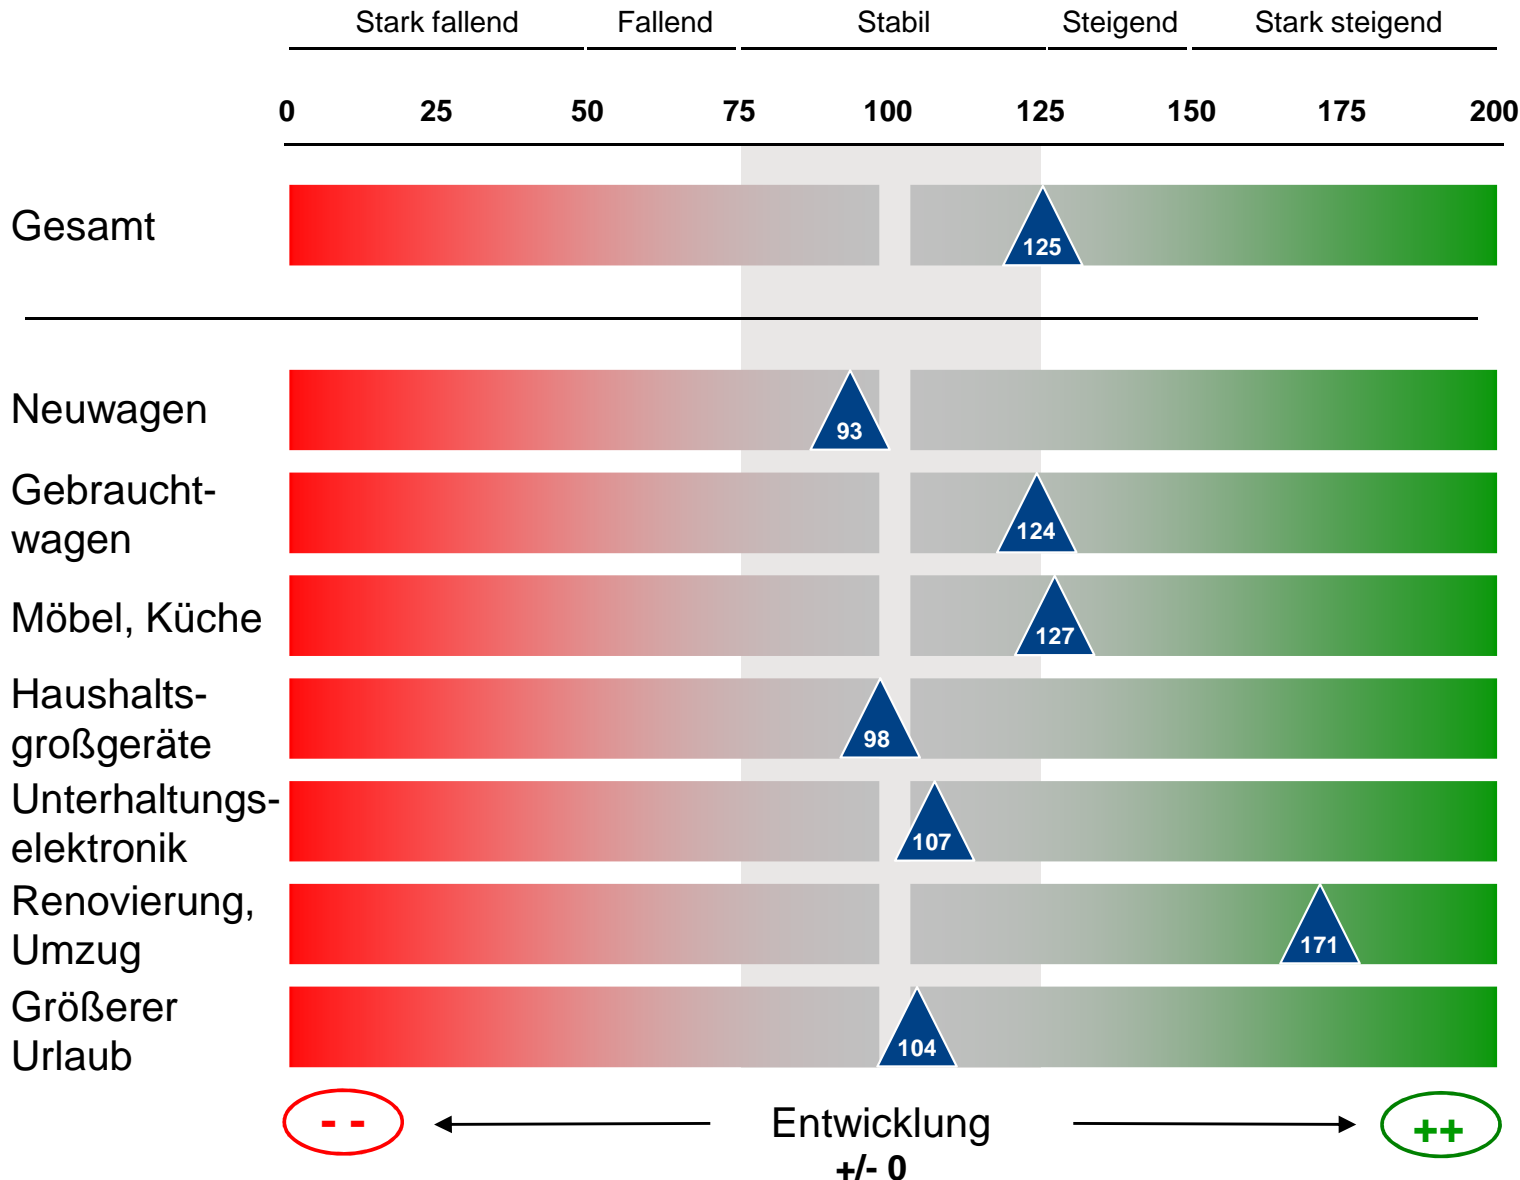 Stark fallend Fallend Stabil Steigend Stark steigend
0 25 50 75 100 125 150 175 200
Gesamt
125
Neuwagen
93
Gebraucht-
wagen
124
Möbel, Küche
127
Haushalts-
großgeräte
98
Unterhaltungs-
elektronik
107
Renovierung,
Umzug
171
Größerer
Urlaub
104
- - Entwicklung ++
+/- 0